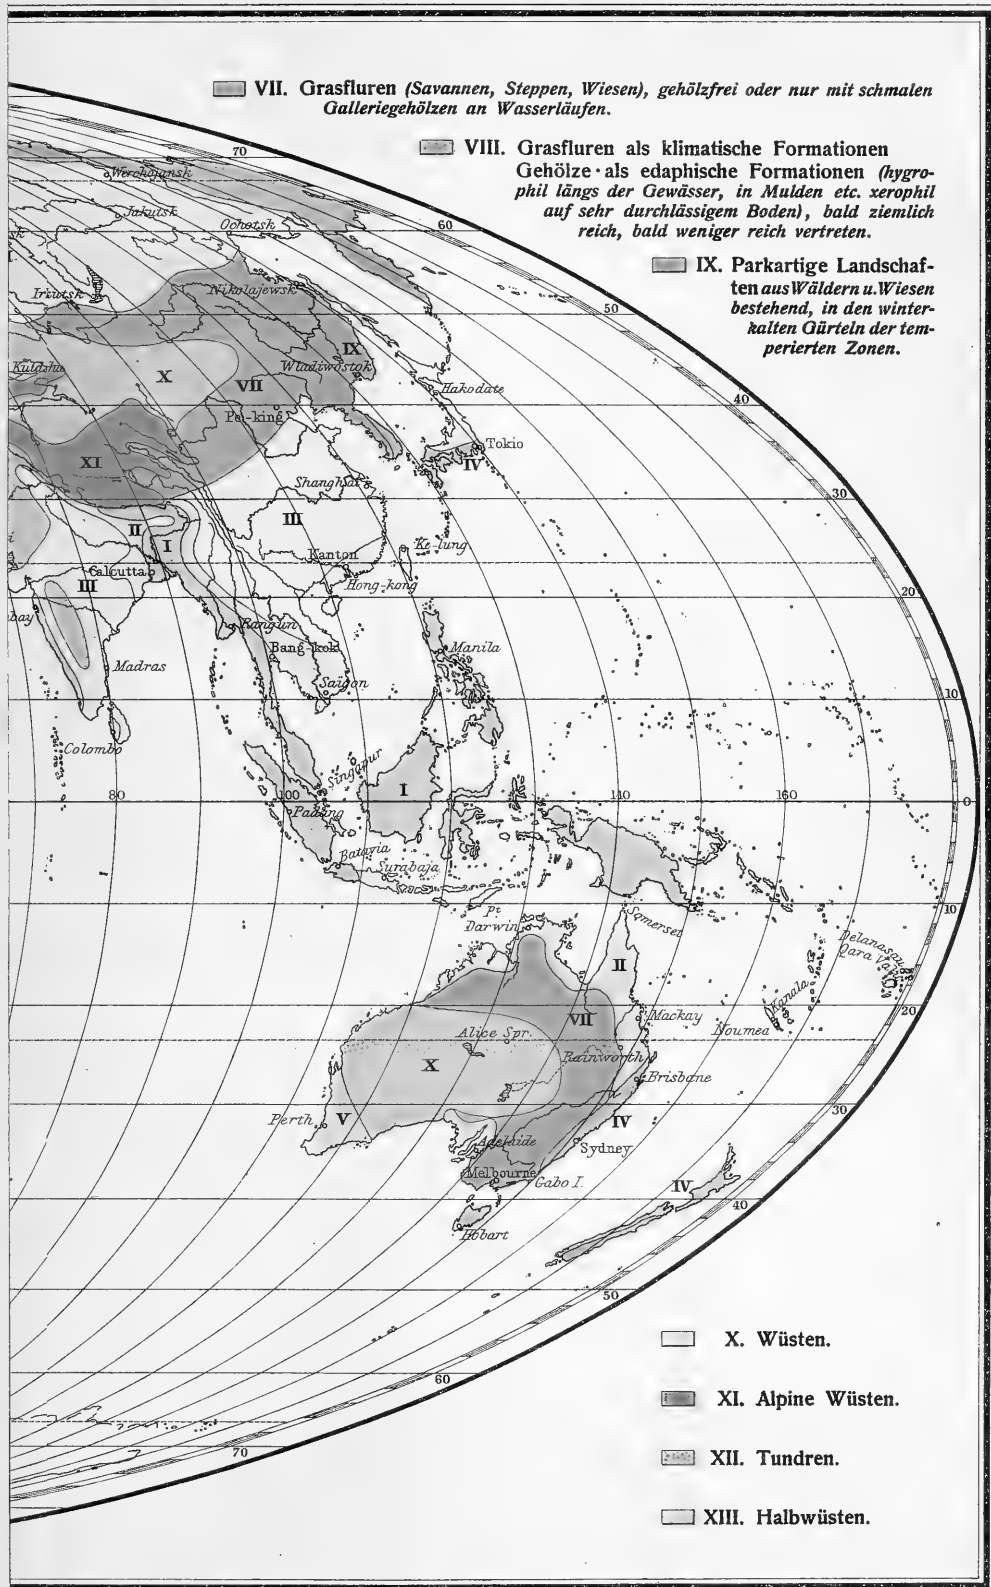 VII. Grasfluren (Savannen, Steppen, Wiesen), gehölzfrei oder nur mit schmalen
Galleriegehölzen an Wasserläufen.
VIII. Grasfluren als klimatische Formationen
Gehölze · als edaphische Formationen (hygro-
phil längs der Gewässer, in Mulden etc. xerophil
auf sehr durchlässigem Boden), bald ziemlich
reich, bald weniger reich vertreten.
IX. Parkartige Landschaf-
ten aus Wäldern u. Wiesen
bestehend, in den winter-
kalten Gürteln der tem-
perierten Zonen.
70
Werchojansk
Jakutsk
Ochotsk
60
Irkutsk
Nikolajewsk
50
IX
Kuldsha
X
VII
Wladiwostok
Hakodate
40
Pe-king
Tokio
XI
IV
Shanghai
30
III
II
I
Ke-lung
Kanton
Calcutta
III
Hong-kong
20
bay
Rangun
Bang-kok
Manila
Madras
Saigon
10
Colombo
Singapur
I
80
100
140
160
0
Padang
Batavia
Surabaja
Pt
Darwin
Somerset
10
Delanasau
Qara Valu
II
Kanala
VII
Mackay
Noumea
20
Alice Spr.
Rainworth
X
Brisbane
Perth
V
IV
30
Adelaide
Sydney
Melbourne
Gabo I.
IV
40
Hobart
50
X. Wüsten.
60
XI. Alpine Wüsten.
70
XII. Tundren.
XIII. Halbwüsten.